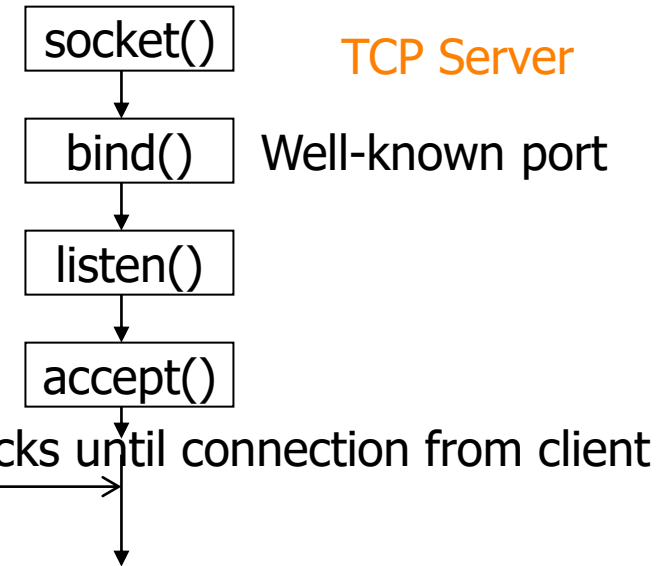 socket()
TCP Server
bind()
Well-known port
listen()
accept()
cks until connection from client